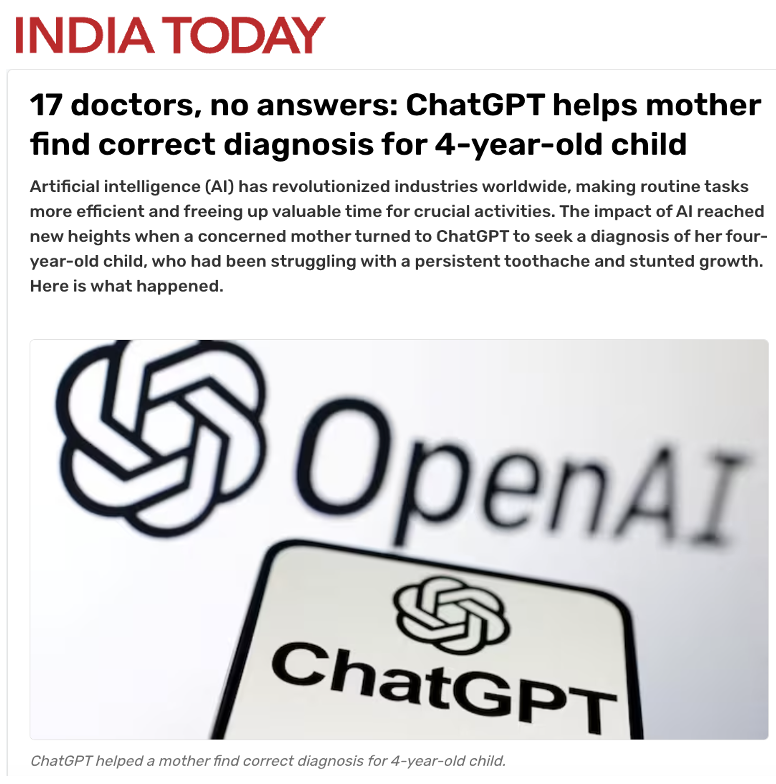 INDIA TODAY
17 doctors, no answers: ChatGPT helps mother
find correct diagnosis for 4-year-old child
Artificial intelligence (AI) has revolutionized industries worldwide, making routine tasks
more efficient and freeing up valuable time for crucial activities. The impact of AI reached
new heights when a concerned mother turned to ChatGPT to seek a diagnosis of her four-
year-old child, who had been struggling with a persistent toothache and stunted growth.
Here is what happened.
OpenAI
ChatGPT
ChatGPT helped a mother find correct diagnosis for 4-year-old child.